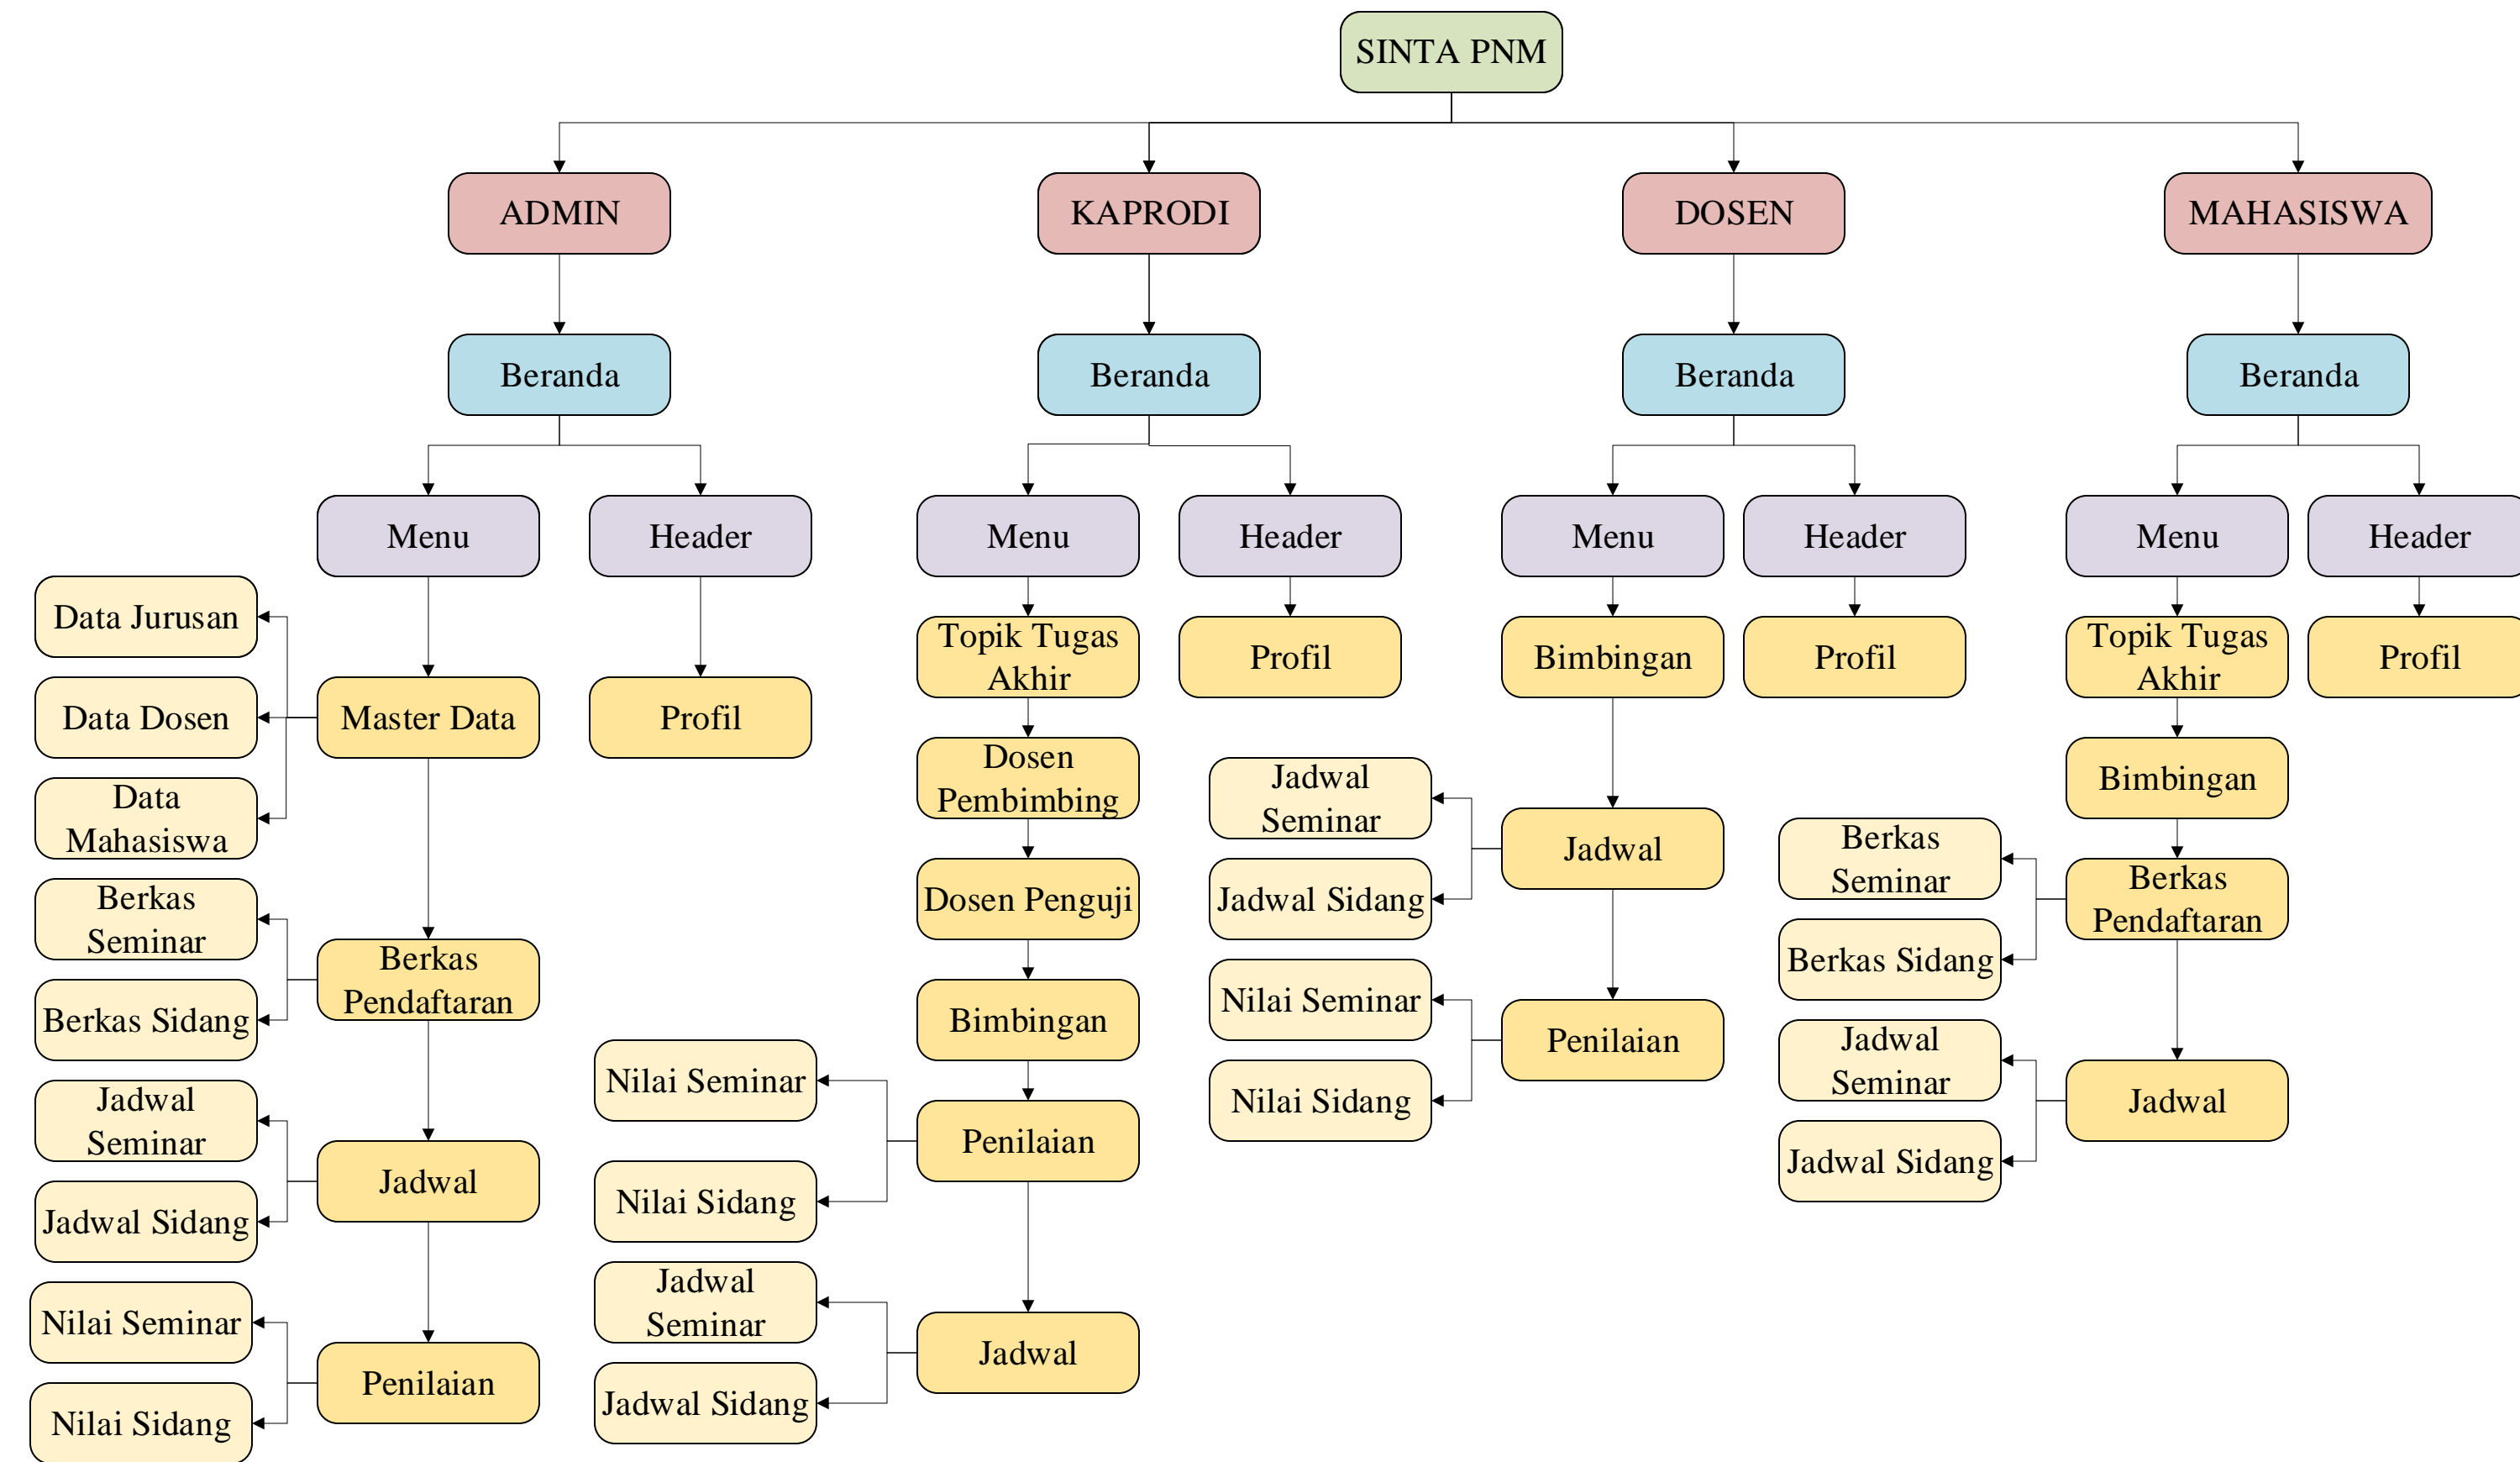 SINTA PNM
ADMIN
KAPRODI
DOSEN
MAHASISWA
Beranda
Beranda
Beranda
Beranda
Menu
Header
Menu
Header
Menu
Header
Menu
Header
Data Jurusan
Data Dosen
Data
Mahasiswa
Master Data
Profil
Berkas
Seminar
Berkas Sidang
Berkas
Pendaftaran
Jadwal
Seminar
Jadwal Sidang
Jadwal
Nilai Seminar
Nilai Sidang
Penilaian
Topik Tugas
Akhir
Profil
Dosen
Pembimbing
Dosen Penguji
Bimbingan
Nilai Seminar
Nilai Sidang
Penilaian
Jadwal
Seminar
Jadwal Sidang
Jadwal
Bimbingan
Profil
Jadwal
Seminar
Jadwal Sidang
Jadwal
Nilai Seminar
Nilai Sidang
Penilaian
Topik Tugas
Akhir
Profil
Bimbingan
Berkas
Seminar
Berkas Sidang
Berkas
Pendaftaran
Jadwal
Seminar
Jadwal Sidang
Jadwal